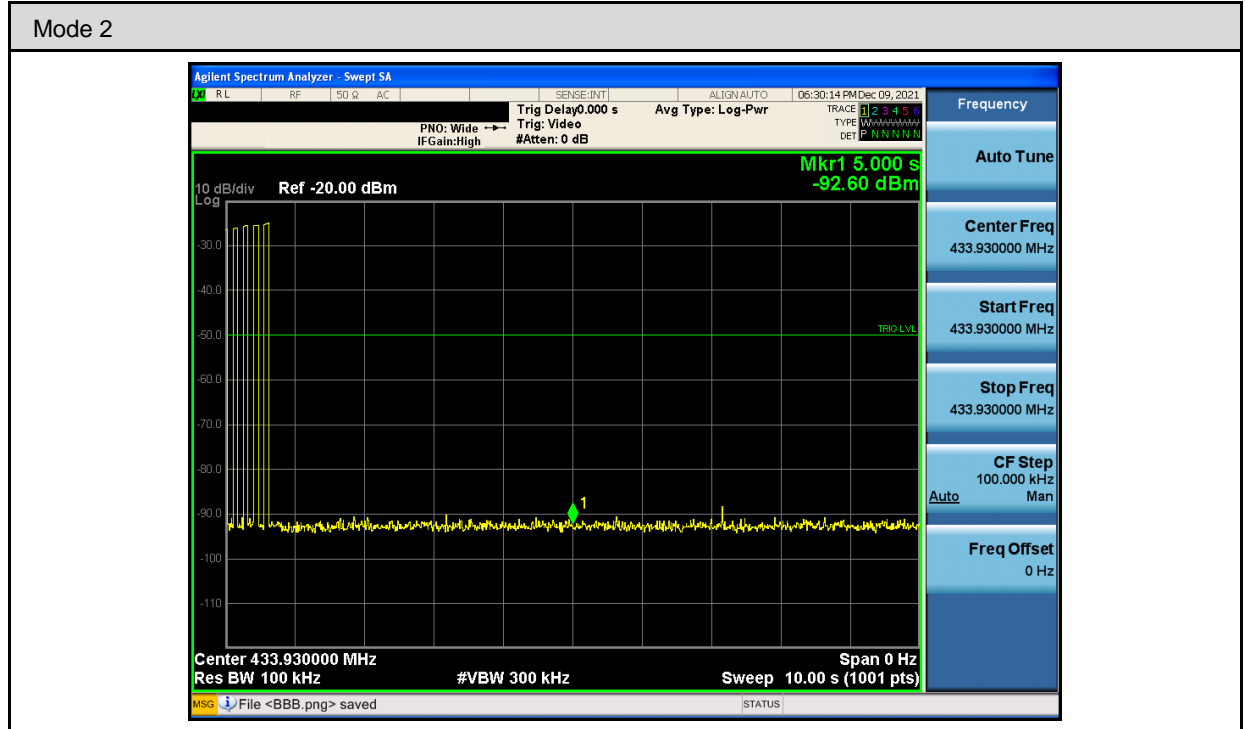 Mode 2
Agilent Spectrum Analyzer - Swept SA
LXI RL RF 50 Ω AC SENSE:INT ALIGN AUTO 06:30:14 PM Dec 09, 2021
Trig Delay0.000 s Avg Type: Log-Pwr TRACE 1 2 3 4 5 6
PNO: Wide Trig: Video TYPE WWWWWW
IFGain:High #Atten: 0 dB DET P N N N N N
Mkr1 5.000 s
-92.60 dBm
10 dB/div Ref -20.00 dBm
Log
-30.0
-40.0
TRIG LVL
-50.0
-60.0
-70.0
-80.0
1
-90.0
-100
-110
Center 433.930000 MHz Span 0 Hz
Res BW 100 kHz #VBW 300 kHz Sweep 10.00 s (1001 pts)
MSG File <BBB.png> saved STATUS
Frequency
Auto Tune
Center Freq
433.930000 MHz
Start Freq
433.930000 MHz
Stop Freq
433.930000 MHz
CF Step
100.000 kHz
Auto Man
Freq Offset
0 Hz